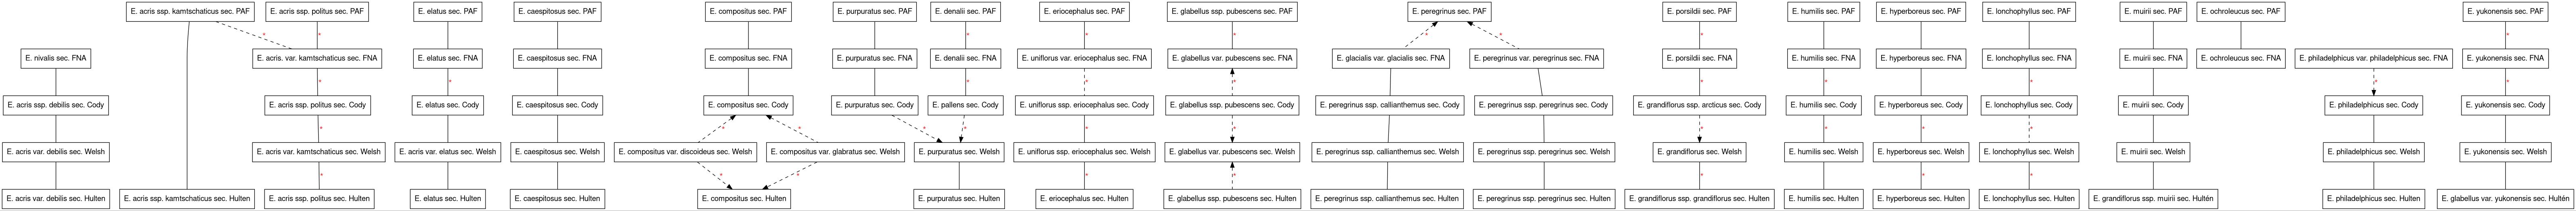 E. acris ssp. kamtschaticus sec. PAF
E. acris ssp. politus sec. PAF
E. elatus sec. PAF
E. caespitosus sec. PAF
E. compositus sec. PAF
E. purpuratus sec. PAF
E. denalii sec. PAF
E. eriocephalus sec. PAF
E. glabellus ssp. pubescens sec. PAF
E. peregrinus sec. PAF
E. porsildii sec. PAF
E. humilis sec. PAF
E. hyperboreus sec. PAF
E. lonchophyllus sec. PAF
E. muirii sec. PAF
E. ochroleucus sec. PAF
E. yukonensis sec. PAF
E. nivalis sec. FNA
E. acris. var. kamtschaticus sec. FNA
E. elatus sec. FNA
E. caespitosus sec. FNA
E. compositus sec. FNA
E. purpuratus sec. FNA
E. denalii sec. FNA
E. uniflorus var. eriocephalus sec. FNA
E. glabellus var. pubescens sec. FNA
E. glacialis var. glacialis sec. FNA
E. peregrinus var. peregrinus sec. FNA
E. porsildii sec. FNA
E. humilis sec. FNA
E. hyperboreus sec. FNA
E. lonchophyllus sec. FNA
E. muirii sec. FNA
E. ochroleucus sec. FNA
E. philadelphicus var. philadelphicus sec. FNA
E. yukonensis sec. FNA
E. acris ssp. debilis sec. Cody
E. acris ssp. politus sec. Cody
E. elatus sec. Cody
E. caespitosus sec. Cody
E. compositus sec. Cody
E. purpuratus sec. Cody
E. pallens sec. Cody
E. uniflorus ssp. eriocephalus sec. Cody
E. glabellus ssp. pubescens sec. Cody
E. peregrinus ssp. callianthemus sec. Cody
E. peregrinus ssp. peregrinus sec. Cody
E. grandiflorus ssp. arcticus sec. Cody
E. humilis sec. Cody
E. hyperboreus sec. Cody
E. lonchophyllus sec. Cody
E. muirii sec. Cody
E. philadelphicus sec. Cody
E. yukonensis sec. Cody
E. acris var. debilis sec. Welsh
E. acris var. kamtschaticus sec. Welsh
E. acris var. elatus sec. Welsh
E. caespitosus sec. Welsh
E. compositus var. discoideus sec. Welsh
E. compositus var. glabratus sec. Welsh
E. purpuratus sec. Welsh
E. uniflorus ssp. eriocephalus sec. Welsh
E. glabellus var. pubescens sec. Welsh
E. peregrinus ssp. callianthemus sec. Welsh
E. peregrinus ssp. peregrinus sec. Welsh
E. grandiflorus sec. Welsh
E. humilis sec. Welsh
E. hyperboreus sec. Welsh
E. lonchophyllus sec. Welsh
E. muirii sec. Welsh
E. philadelphicus sec. Welsh
E. yukonensis sec. Welsh
E. acris var. debilis sec. Hulten
E. acris ssp. kamtschaticus sec. Hulten
E. acris ssp. politus sec. Hulten
E. elatus sec. Hulten
E. caespitosus sec. Hulten
E. compositus sec. Hulten
E. purpuratus sec. Hulten
E. eriocephalus sec. Hulten
E. glabellus ssp. pubescens sec. Hulten
E. peregrinus ssp. callianthemus sec. Hulten
E. peregrinus ssp. peregrinus sec. Hulten
E. grandiflorus ssp. grandiflorus sec. Hulten
E. humilis sec. Hulten
E. hyperboreus sec. Hulten
E. lonchophyllus sec. Hulten
E. grandiflorus ssp. muirii sec. Hultén
E. philadelphicus sec. Hulten
E. glabellus var. yukonensis sec. Hultén